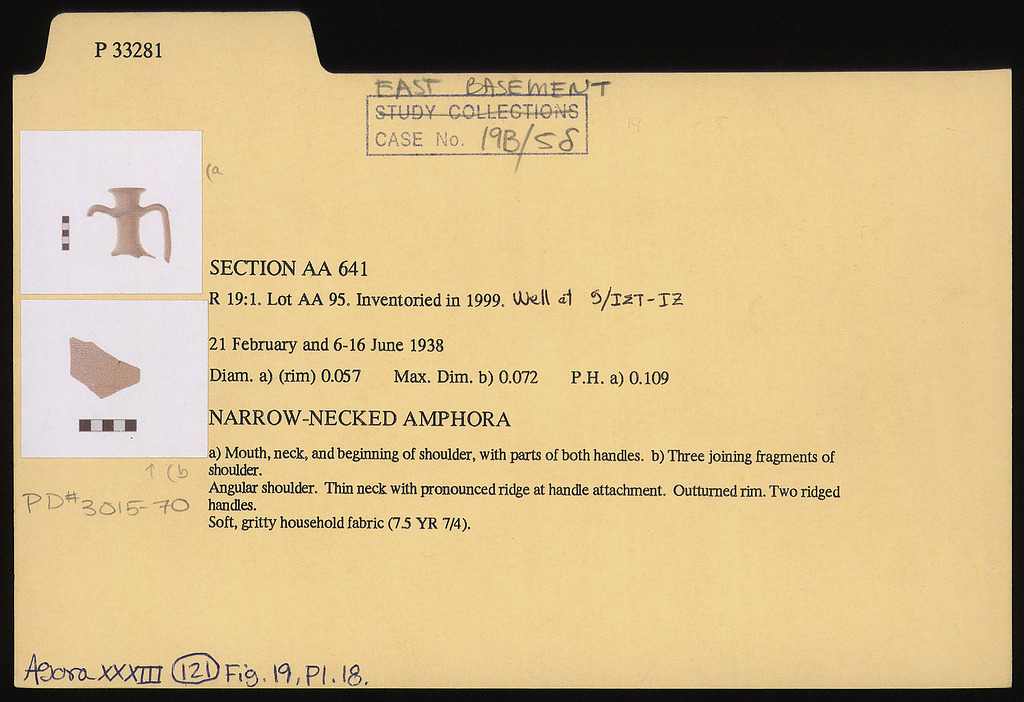 P 33281
EAST BASEMENT
STUDY COLLECTIONS
CASE No. 19B/58
(a
SECTION AA 641
R 19:1. Lot AA 95. Inventoried in 1999. Well at 5/IΣT-IZ
21 February and 6-16 June 1938
Diam. a) (rim) 0.057 Max. Dim. b) 0.072 P.H. a) 0.109
NARROW-NECKED AMPHORA
a) Mouth, neck, and beginning of shoulder, with parts of both handles. b) Three joining fragments of
shoulder.
Angular shoulder. Thin neck with pronounced ridge at handle attachment. Outturned rim. Two ridged
handles.
Soft, gritty household fabric (7.5 YR 7/4).
↑ (b
PD# 3015-70
Agora XXXIII (121) Fig. 19, Pl. 18.